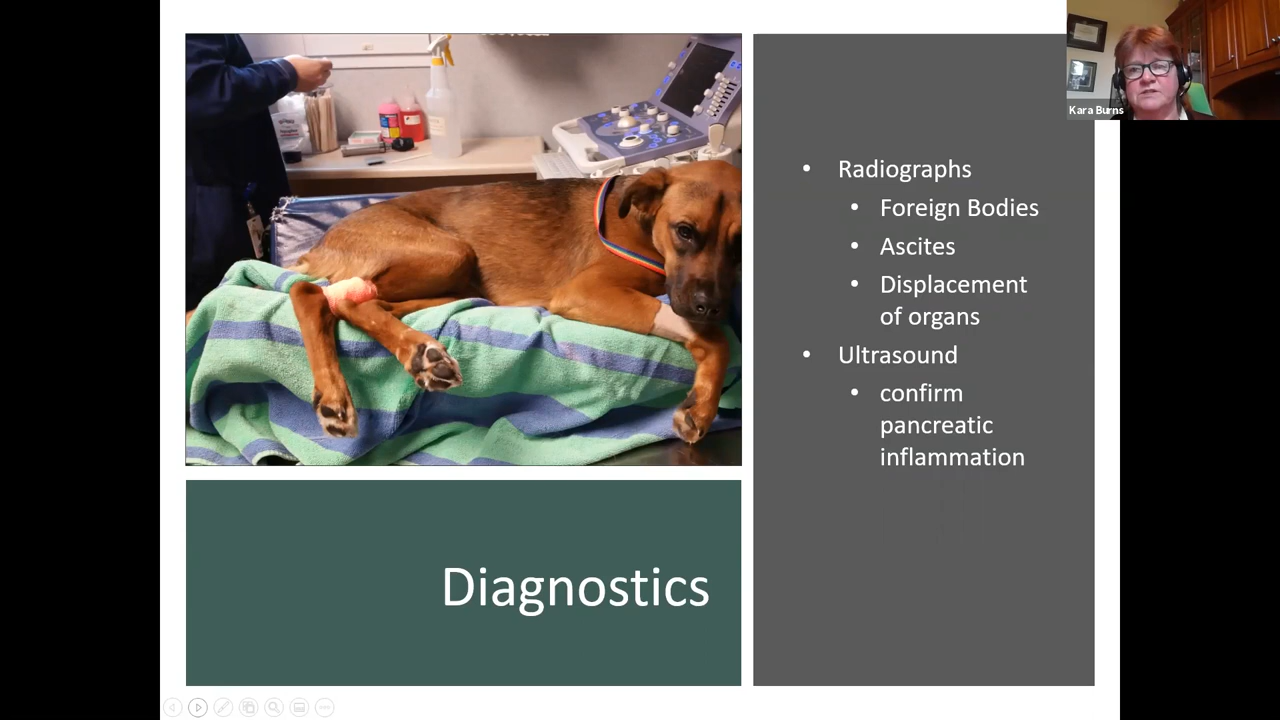 Kara Burns
• Radiographs
• Foreign Bodies
• Ascites
• Displacement
of organs
• Ultrasound
• confirm
pancreatic
inflammation
Diagnostics